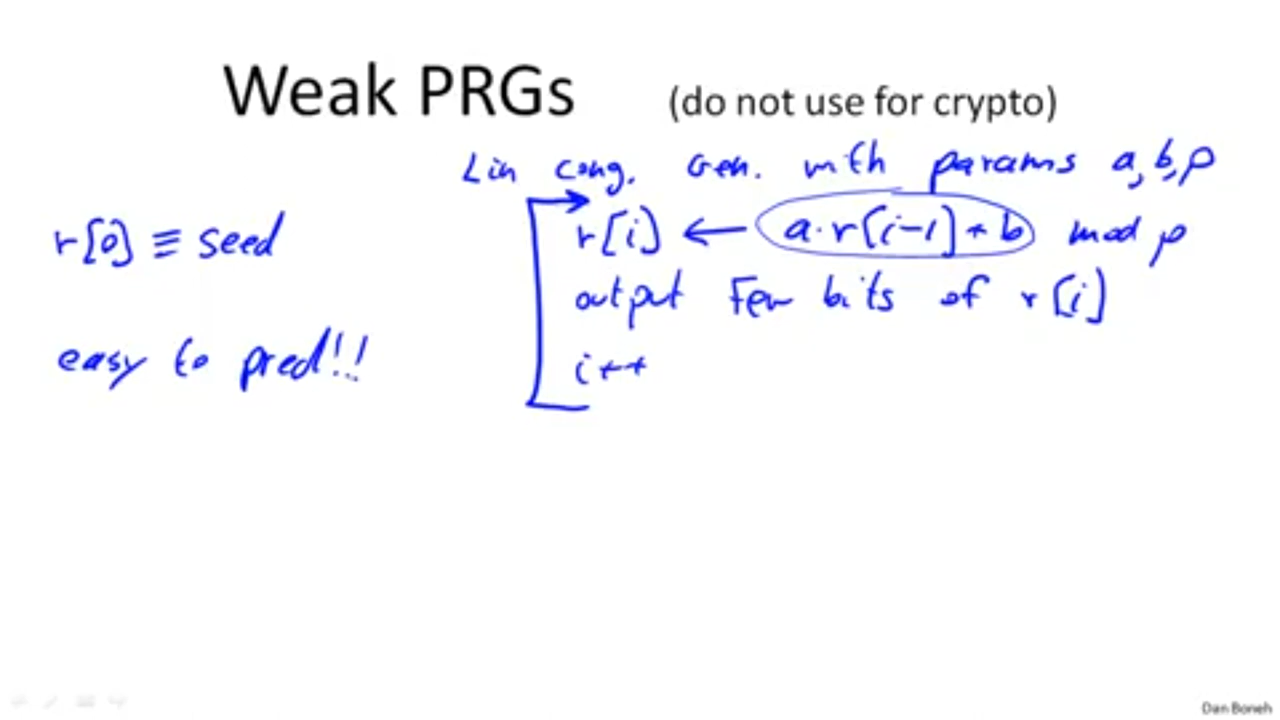 Weak PRGs (do not use for crypto)
Lin cong. Gen. with params a, b, p
r[0] ≡ seed
r[i] ← a·r[i-1] + b mod p
output few bits of r[i]
easy to pred!!
i++
Dan Boneh